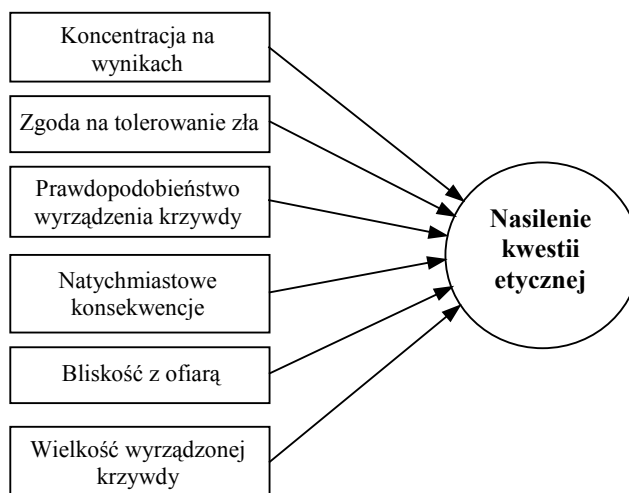 Koncentracja na
wynikach
Zgoda na tolerowanie zła
Prawdopodobieństwo
wyrządzenia krzywdy
Natychmiastowe
konsekwencje
Bliskość z ofiarą
Wielkość wyrządzonej
krzywdy
Nasilenie
kwestii
etycznej